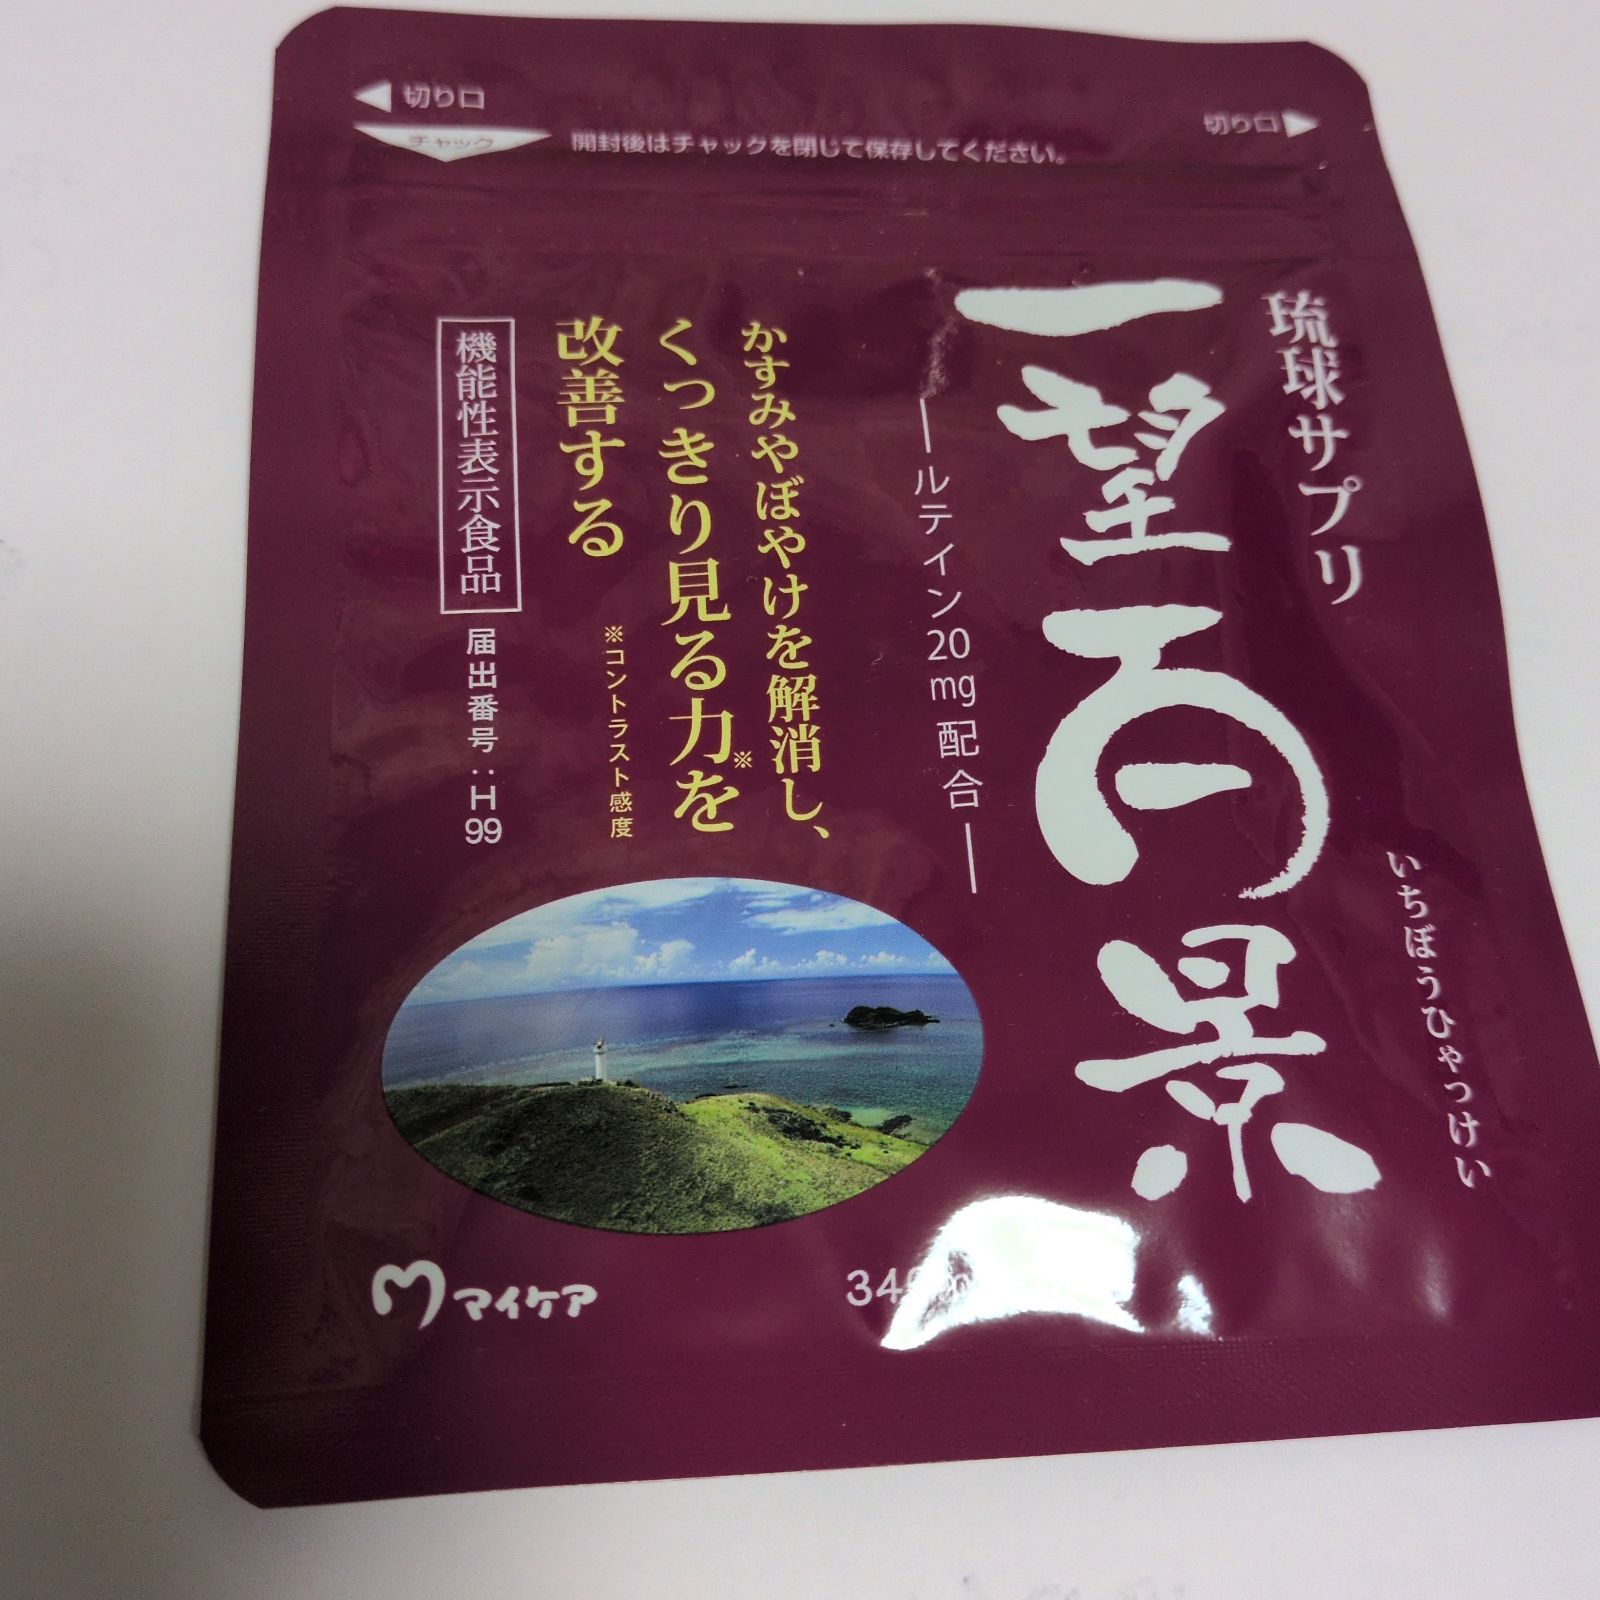 切り口
切り口
チャック
開封後はチャックを閉じて保存してください。
琉球サプリ
一望百景
いちぼうひゃっけい
ルテイン20mg配合
かすみやぼやけを解消し、
くっきり見る力※を
改善する
※コントラスト感度
機能性表示食品
届出番号:H99
マイケア